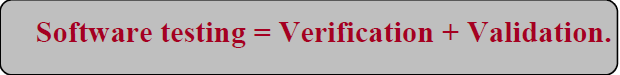 Software testing = Verification + Validation.